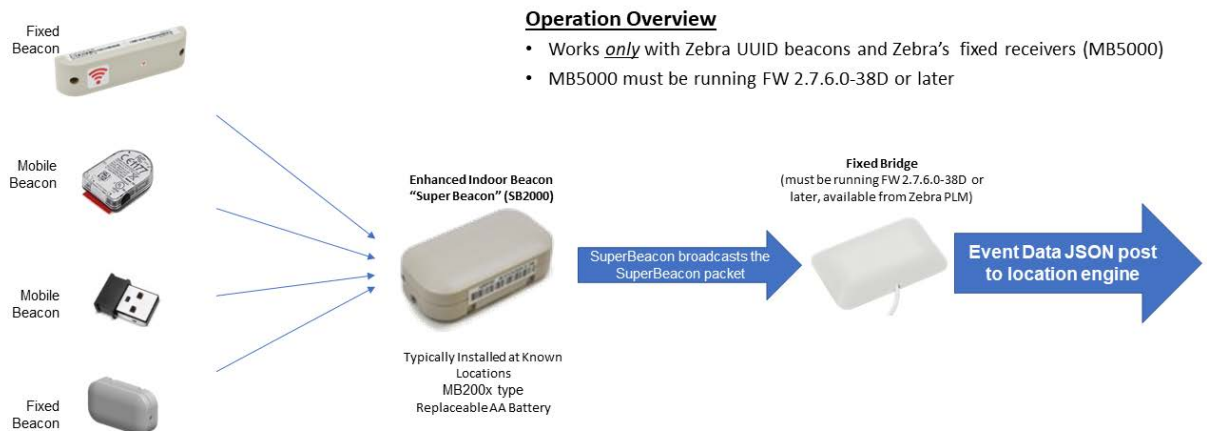 Operation Overview
• Works only with Zebra UUID beacons and Zebra's fixed receivers (MB5000)
• MB5000 must be running FW 2.7.6.0-38D or later
Fixed
Beacon
Mobile
Beacon
Mobile
Beacon
Fixed
Beacon
Enhanced Indoor Beacon
"Super Beacon" (SB2000)
Typically Installed at Known
Locations
MB200x type
Replaceable AA Battery
SuperBeacon broadcasts the
SuperBeacon packet
Fixed Bridge
(must be running FW 2.7.6.0-38D or
later, available from Zebra PLM)
Event Data JSON post
to location engine